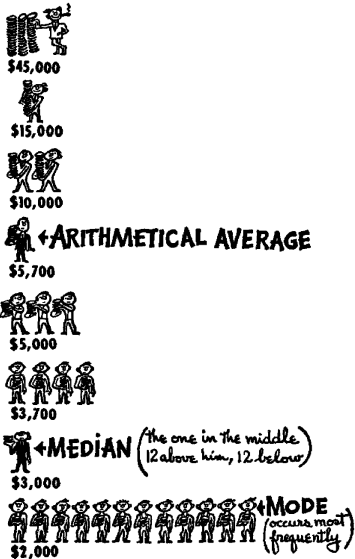 $45,000
$15,000
$10,000
ARITHMETICAL AVERAGE
$5,700
$5,000
$3,700
MEDIAN (the one in the middle
12 above him, 12 below)
$3,000
MODE
(occurs most
frequently)
$2,000